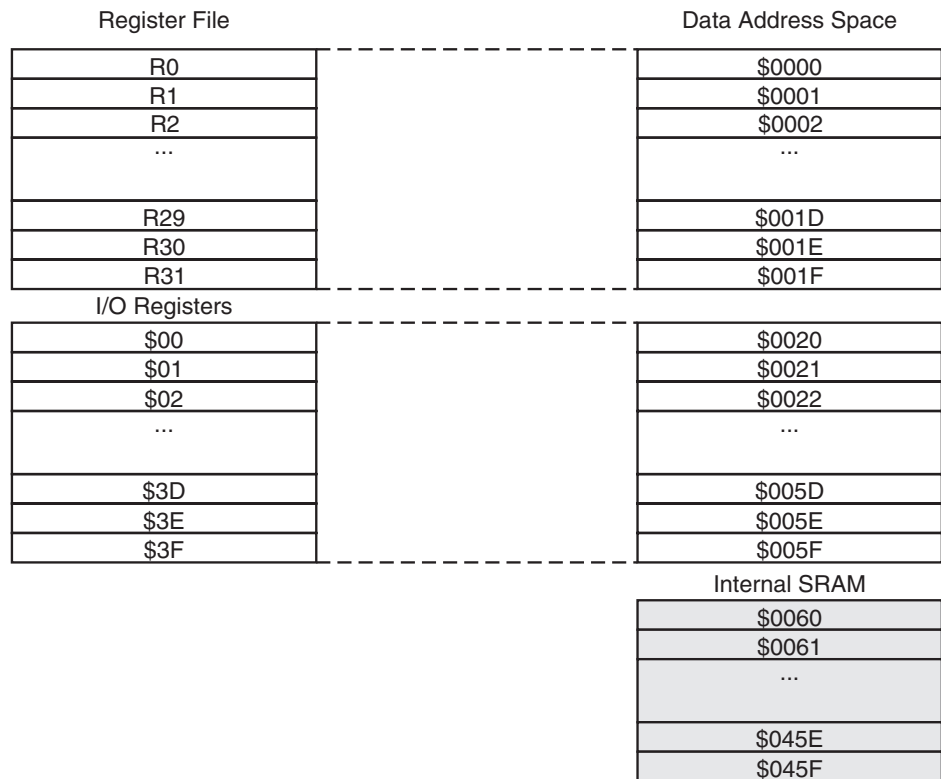 Register File
Data Address Space
R0
$0000
R1
$0001
R2
$0002
...
...
R29
$001D
R30
$001E
R31
$001F
I/O Registers
$00
$0020
$01
$0021
$02
$0022
...
...
$3D
$005D
$3E
$005E
$3F
$005F
Internal SRAM
$0060
$0061
...
$045E
$045F